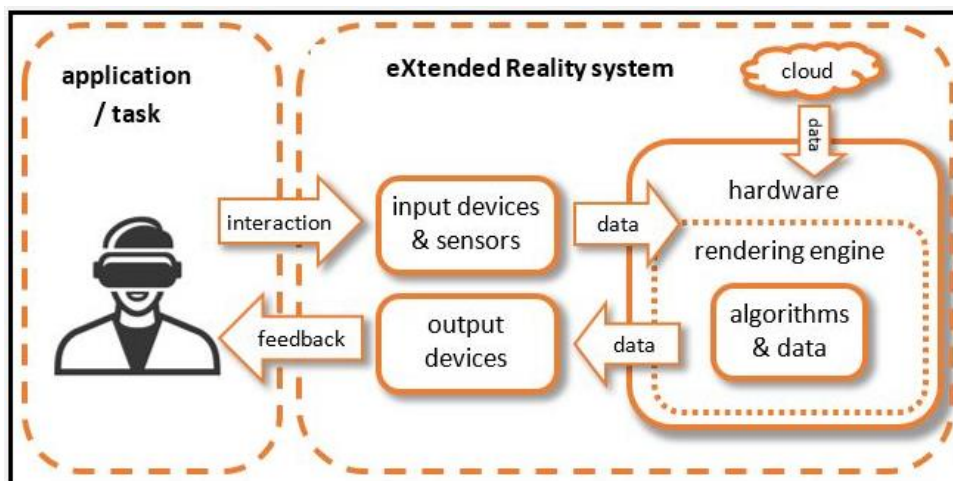 application
/ task
eXtended Reality system
cloud
data
hardware
interaction
input devices
& sensors
data
rendering engine
feedback
output
devices
data
algorithms
& data